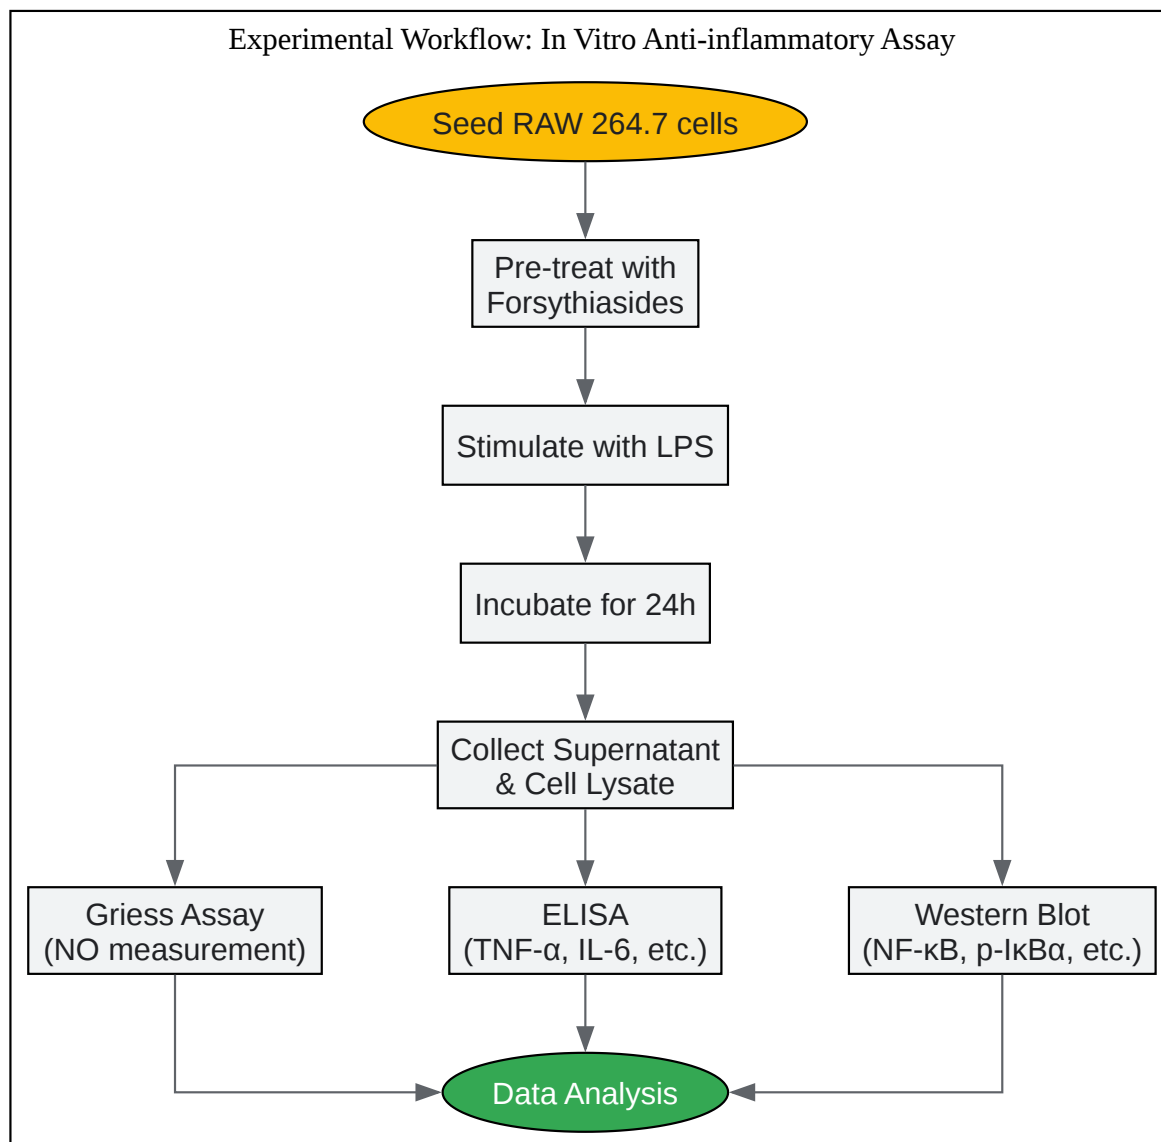 Experimental Workflow: In Vitro Anti-inflammatory Assay
Seed RAW 264.7 cells
Pre-treat with
Forsythiasides
Stimulate with LPS
Incubate for 24h
Collect Supernatant
& Cell Lysate
Griess Assay
(NO measurement)
ELISA
(TNF-α, IL-6, etc.)
Western Blot
(NF-κB, p-IκBα, etc.)
Data Analysis